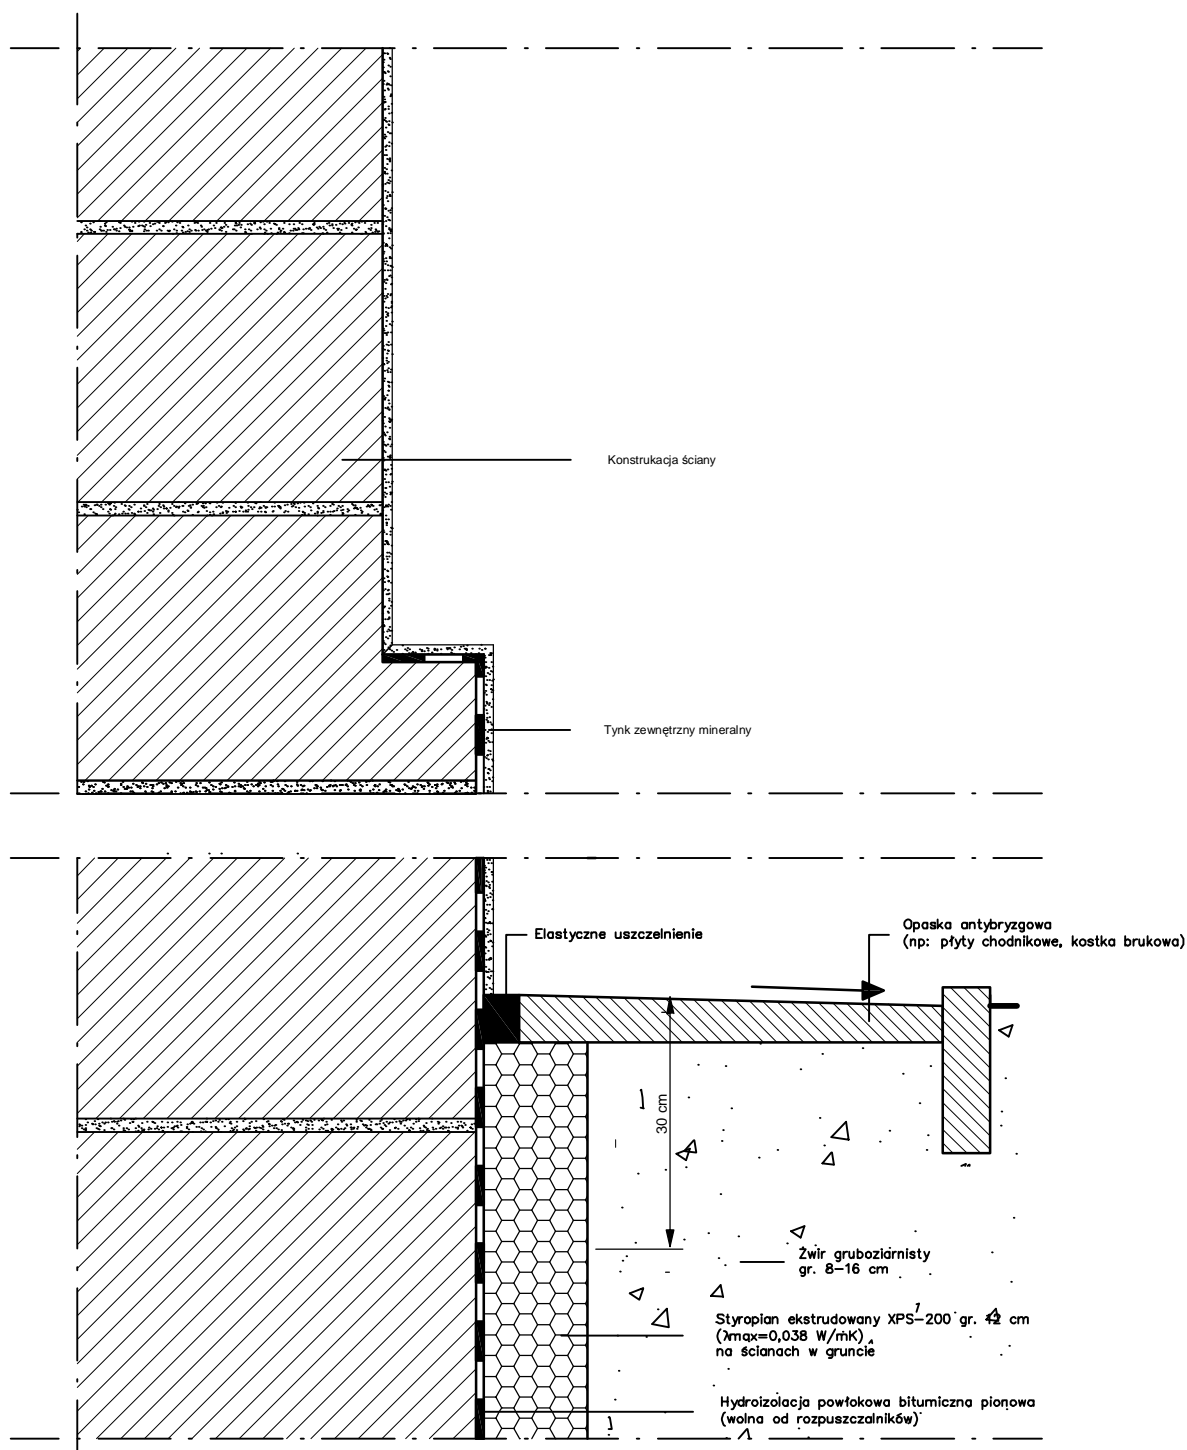 Konstrukacja ściany
Tynk zewnętrzny mineralny
Elastyczne uszczelnienie
Opaska antybryzgowa
(np: płyty chodnikowe, kostka brukowa)
30 cm
Żwir gruboziarnisty
gr. 8-16 cm
Styropian ekstrudowany XPS-200 gr. 12 cm
(λmax=0,038 W/mK)
na ścianach w gruncie
Hydroizolacja powłokowa bitumiczna pionowa
(wolna od rozpuszczalników)